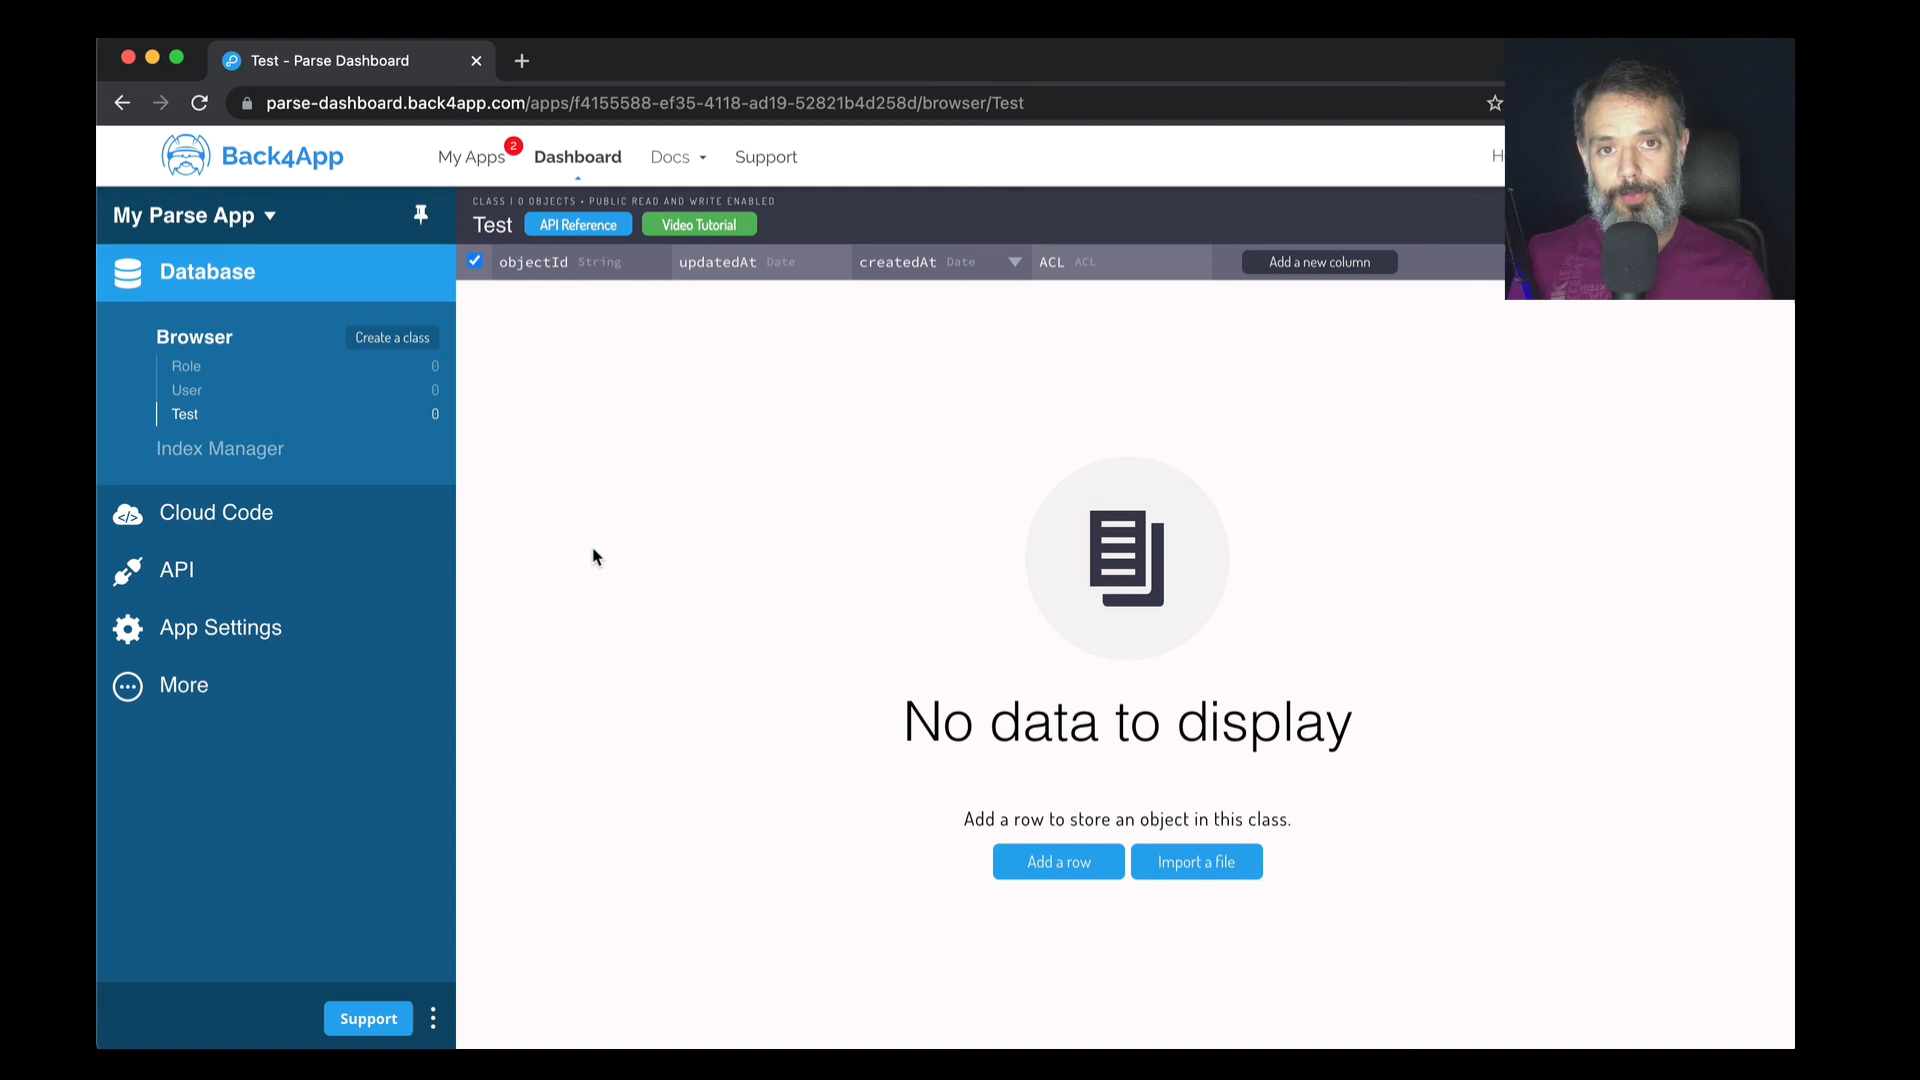 Test - Parse Dashboard
parse-dashboard.back4app.com/apps/f4155588-ef35-4118-ad19-52821b4d258d/browser/Test
Back4App
My Apps 2 Dashboard Docs Support
My Parse App
CLASS | 0 OBJECTS • PUBLIC READ AND WRITE ENABLED
Test API Reference Video Tutorial
objectId String updatedAt Date createdAt Date ACL ACL Add a new column
Database
Browser Create a class
Role 0
User 0
Test 0
Index Manager
Cloud Code
API
App Settings
More
No data to display
Add a row to store an object in this class.
Add a row Import a file
Support